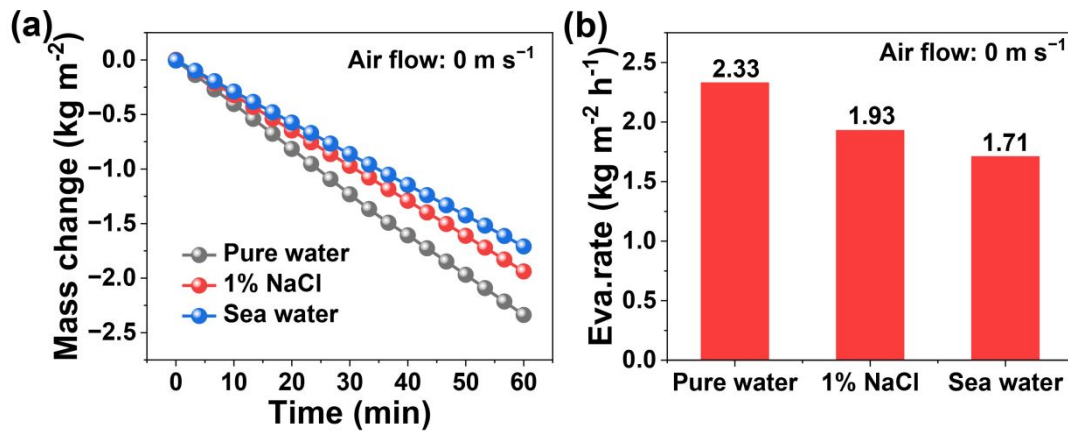 (a)
Air flow: 0 m s⁻¹
Mass change (kg m⁻²)
0.0
−0.5
−1.0
−1.5
−2.0
−2.5
Pure water
1% NaCl
Sea water
0 10 20 30 40 50 60
Time (min)
(b)
Air flow: 0 m s⁻¹
Eva.rate (kg m⁻² h⁻¹)
2.5
2.0
1.5
1.0
0.5
0.0
2.33
1.93
1.71
Pure water 1% NaCl Sea water